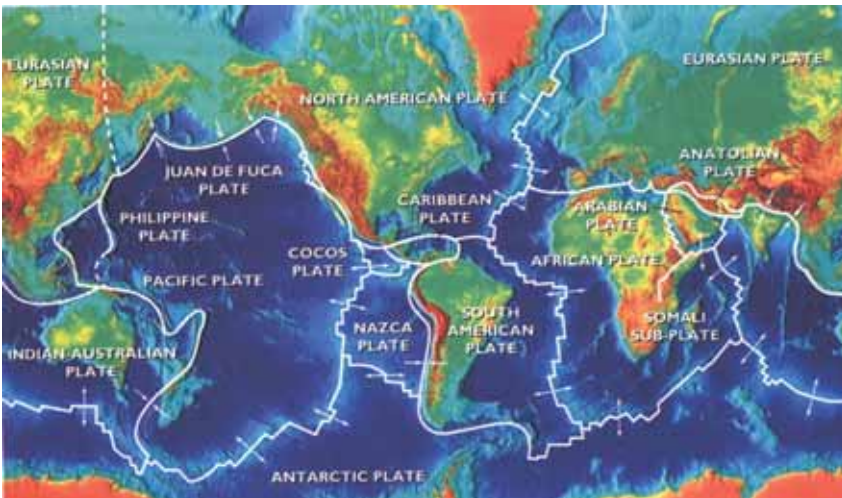 EURASIAN
PLATE
EURASIAN PLATE
NORTH AMERICAN PLATE
ANATOLIAN
PLATE
JUAN DE FUCA
PLATE
CARIBBEAN
PLATE
ARABIAN
PLATE
PHILIPPINE
PLATE
COCOS
PLATE
AFRICAN PLATE
PACIFIC PLATE
SOUTH
AMERICAN
PLATE
SOMALI
SUB-PLATE
NAZCA
PLATE
INDIAN-AUSTRALIAN
PLATE
ANTARCTIC PLATE